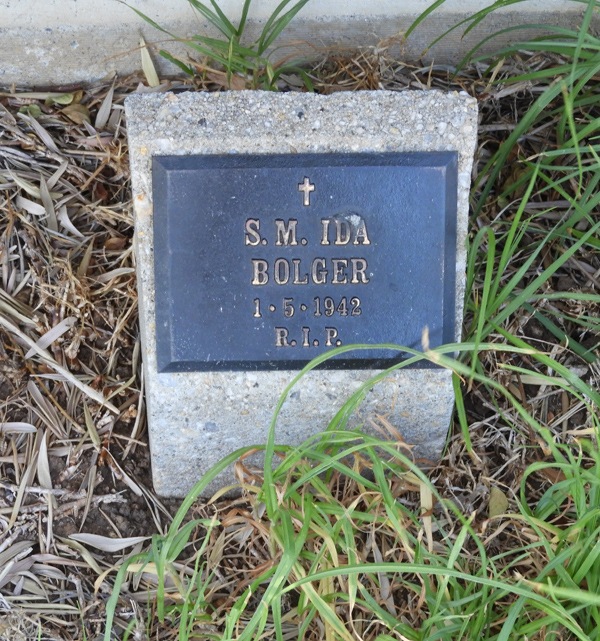 S. M. IDA
BOLGER
1 · 5 · 1942
R. I. P.